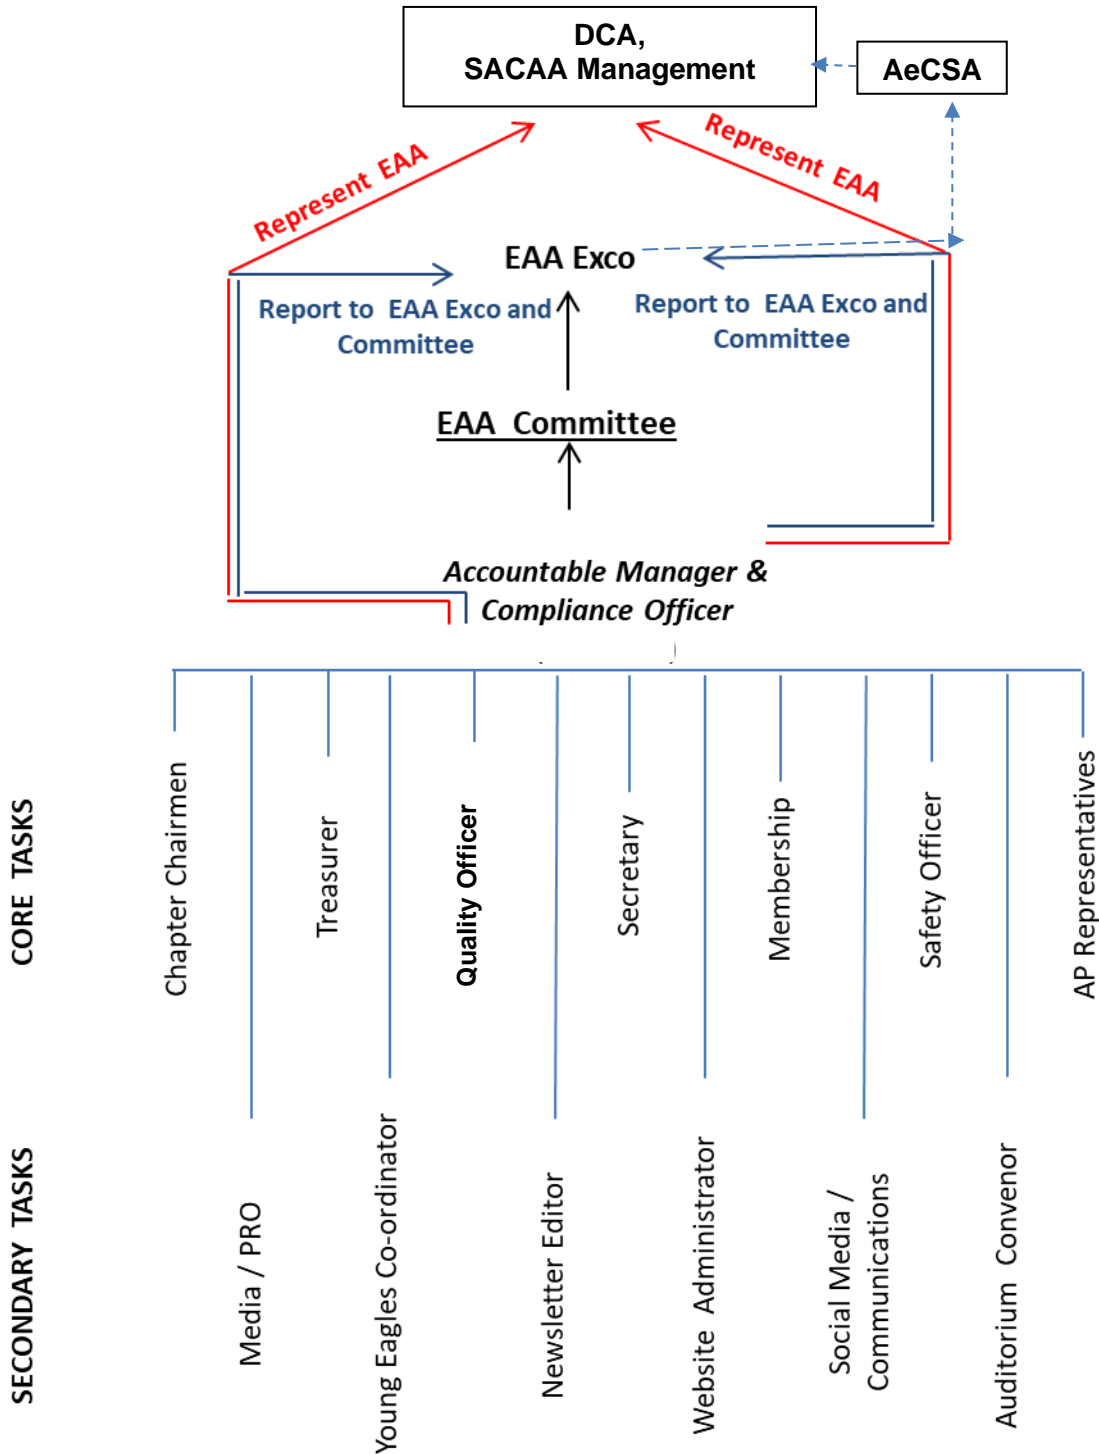 DCA,
SACAA Management
AeCSA
Represent EAA
Represent EAA
EAA Exco
Report to EAA Exco and
Committee
Report to EAA Exco and
Committee
EAA Committee
Accountable Manager &
Compliance Officer
)
CORE TASKS
Chapter Chairmen
Treasurer
Quality Officer
Secretary
Membership
Safety Officer
AP Representatives
SECONDARY TASKS
Media / PRO
Young Eagles Co-ordinator
Newsletter Editor
Website Administrator
Social Media /
Communications
Auditorium Convenor